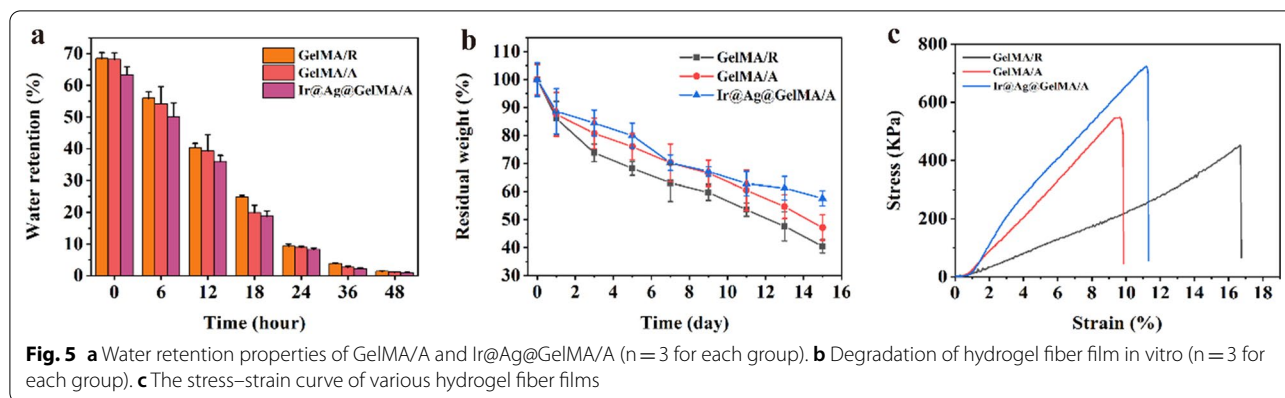 a
GelMA/R
GelMA/A
Ir@Ag@GelMA/A
Water retention (%)
70
60
50
40
30
20
10
0
0 6 12 18 24 36 48
Time (hour)
b
GelMA/R
GelMA/A
Ir@Ag@GelMA/A
Residual weight (%)
110
100
90
80
70
60
50
40
30
0 2 4 6 8 10 12 14 16
Time (day)
c
GelMA/R
GelMA/A
Ir@Ag@GelMA/A
Stress (KPa)
800
600
400
200
0
0 2 4 6 8 10 12 14 16 18
Strain (%)
Fig. 5 a Water retention properties of GelMA/A and Ir@Ag@GelMA/A (n = 3 for each group). b Degradation of hydrogel fiber film in vitro (n = 3 for
each group). c The stress–strain curve of various hydrogel fiber films